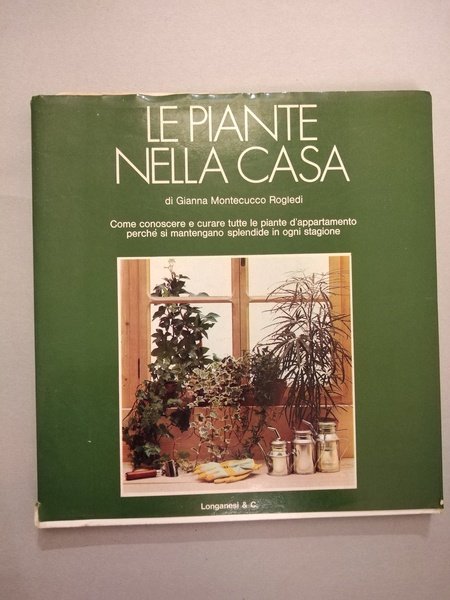 LE PIANTE
NELLA CASA
di Gianna Montecucco Rogledi
Come conoscere e curare tutte le piante d'appartamento
perché si mantengano splendide in ogni stagione
Longanesi & C.